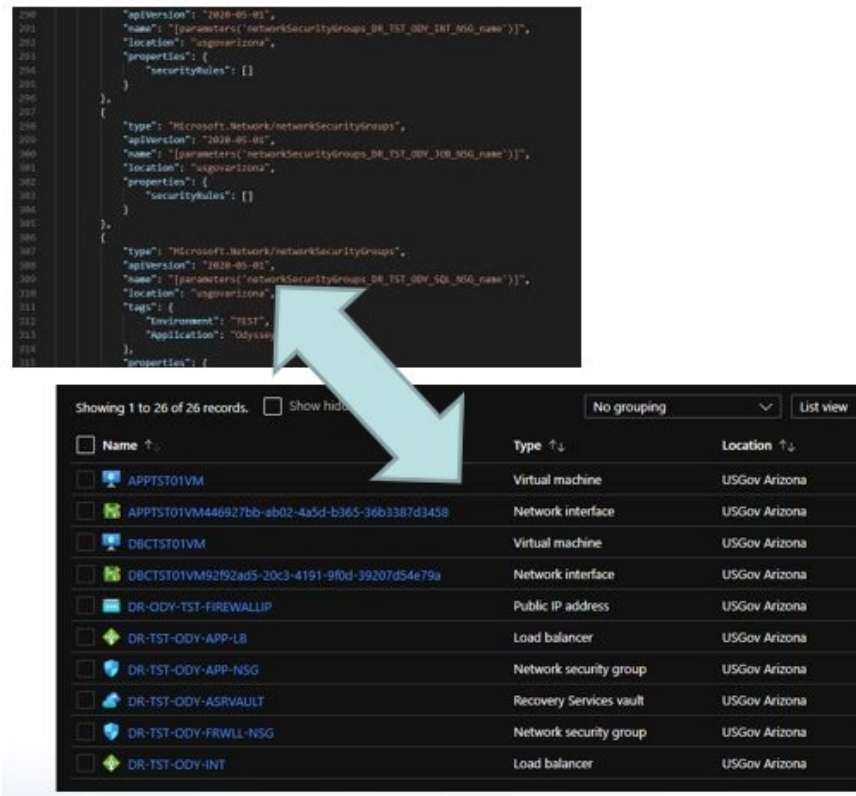 290 "apiVersion": "2020-05-01",
291 "name": "[parameters('networkSecurityGroups_DR_TST_ODY_INT_NSG_name')]",
292 "location": "usgovarizona",
293 "properties": {
294 "securityRules": []
295 }
296 },
297 {
298 "type": "Microsoft.Network/networkSecurityGroups",
299 "apiVersion": "2020-05-01",
300 "name": "[parameters('networkSecurityGroups_DR_TST_ODY_JOB_NSG_name')]",
301 "location": "usgovarizona",
302 "properties": {
303 "securityRules": []
304 }
305 },
306 {
307 "type": "Microsoft.Network/networkSecurityGroups",
308 "apiVersion": "2020-05-01",
309 "name": "[parameters('networkSecurityGroups_DR_TST_ODY_SQL_NSG_name')]",
310 "location": "usgovarizona",
311 "tags": {
312 "Environment": "TEST",
313 "Application": "Odyssey
314 },
315 "properties": {
Showing 1 to 26 of 26 records. Show No grouping List view
Name ↑↓ Type ↑↓ Location ↑↓
APPTST01VM Virtual machine USGov Arizona
APPTST01VM446927bb-ab02-4a5d-b365-36b3387d3458 Network interface USGov Arizona
DBCTST01VM Virtual machine USGov Arizona
DBCTST01VM92f92ad5-20c3-4191-9f0d-39207d54e79a Network interface USGov Arizona
DR-ODY-TST-FIREWALLIP Public IP address USGov Arizona
DR-TST-ODY-APP-LB Load balancer USGov Arizona
DR-TST-ODY-APP-NSG Network security group USGov Arizona
DR-TST-ODY-ASRVAULT Recovery Services vault USGov Arizona
DR-TST-ODY-FRWLL-NSG Network security group USGov Arizona
DR-TST-ODY-INT Load balancer USGov Arizona